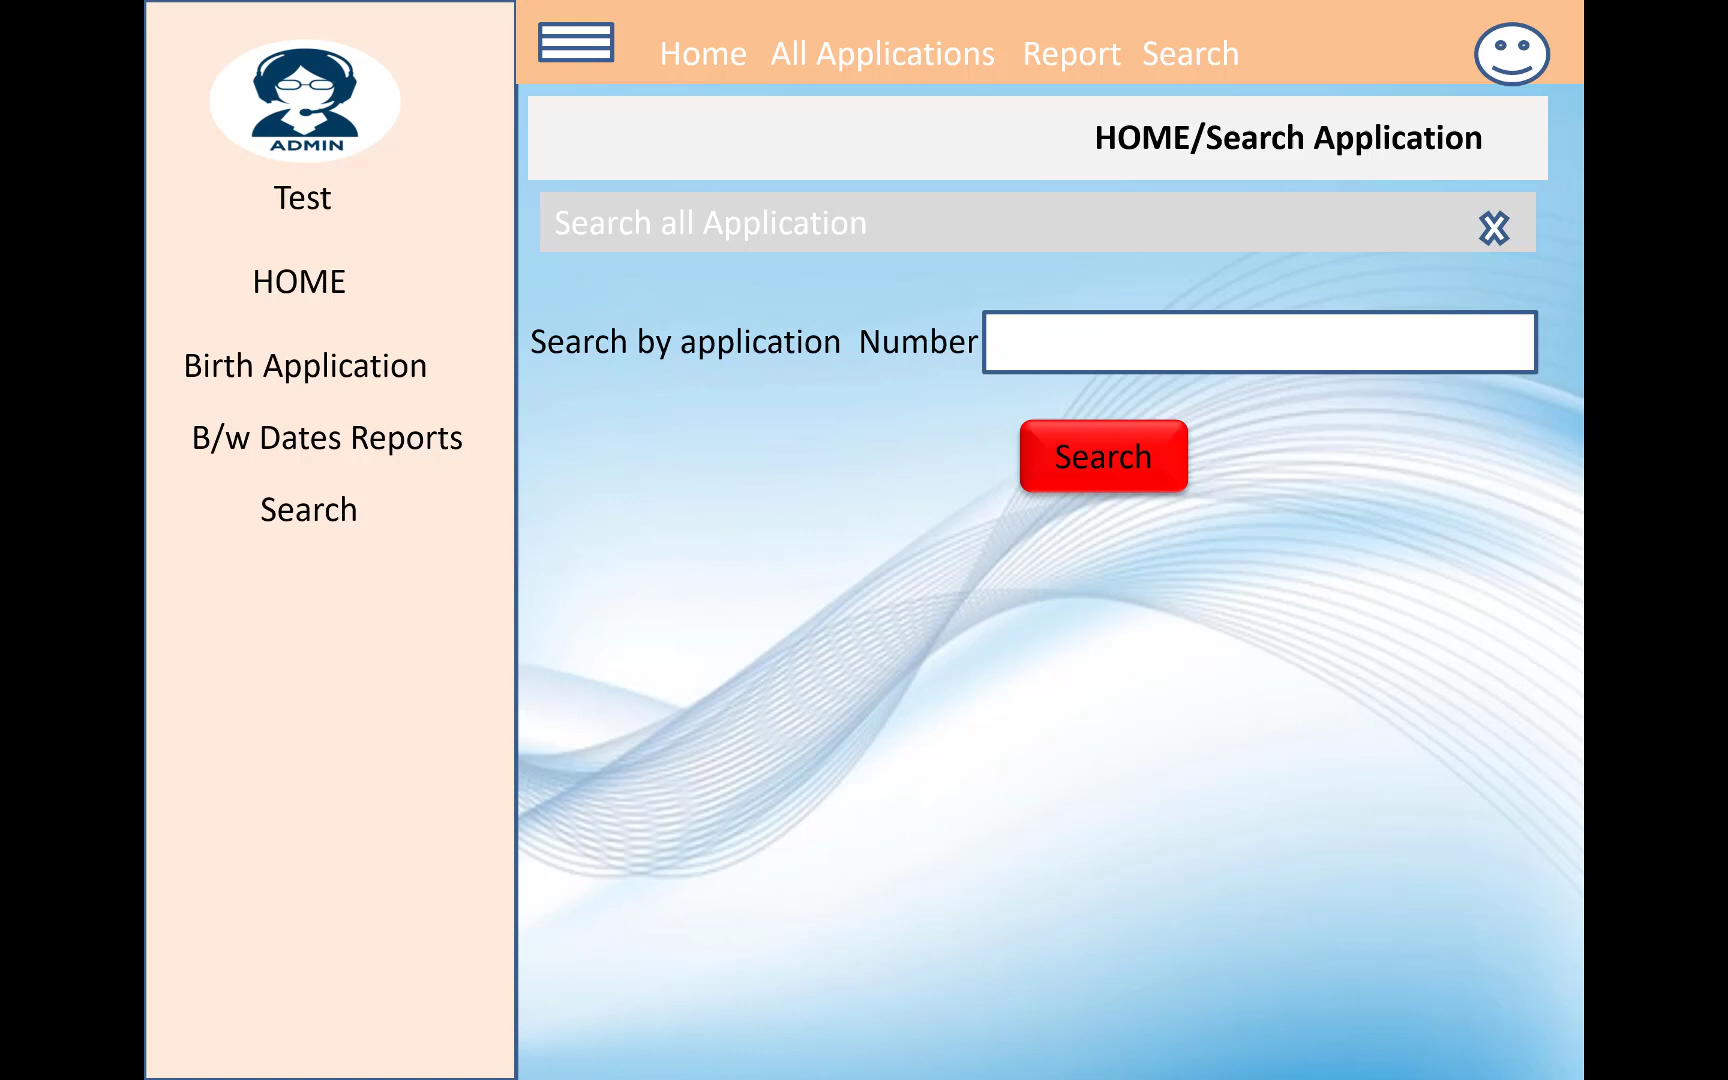 ADMIN
Test
HOME
Birth Application
B/w Dates Reports
Search
Home All Applications Report Search
HOME/Search Application
Search all Application
Search by application Number
Search